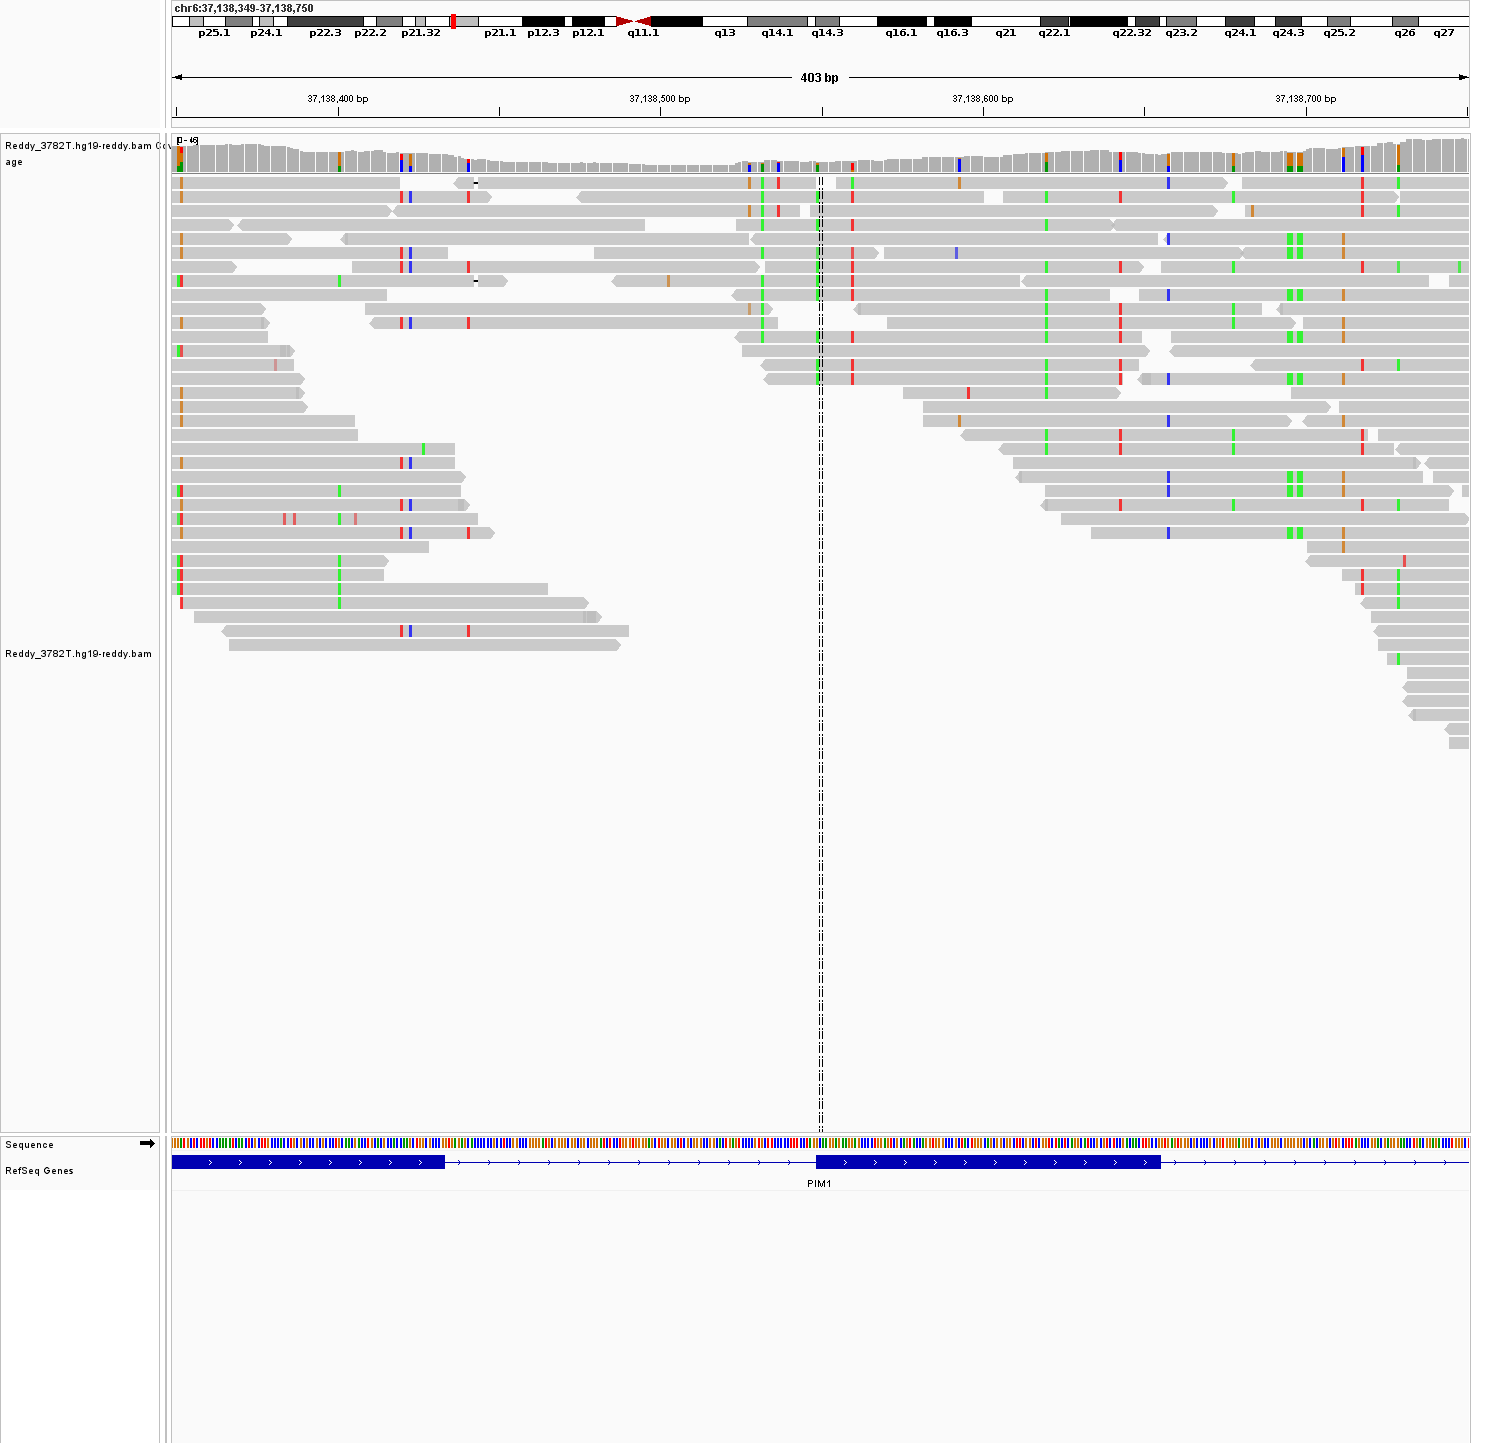 chr6:37,138,349-37,138,750
p25.1 p24.1 p22.3 p22.2 p21.32 p21.1 p12.3 p12.1 q11.1 q13 q14.1 q14.3 q16.1 q16.3 q21 q22.1 q22.32 q23.2 q24.1 q24.3 q25.2 q26 q27
403 bp
37,138,400 bp 37,138,500 bp 37,138,600 bp 37,138,700 bp
Reddy_3782T.hg19-reddy.bam Cov
age
[0 - 46]
Reddy_3782T.hg19-reddy.bam
Sequence
RefSeq Genes
PIM1